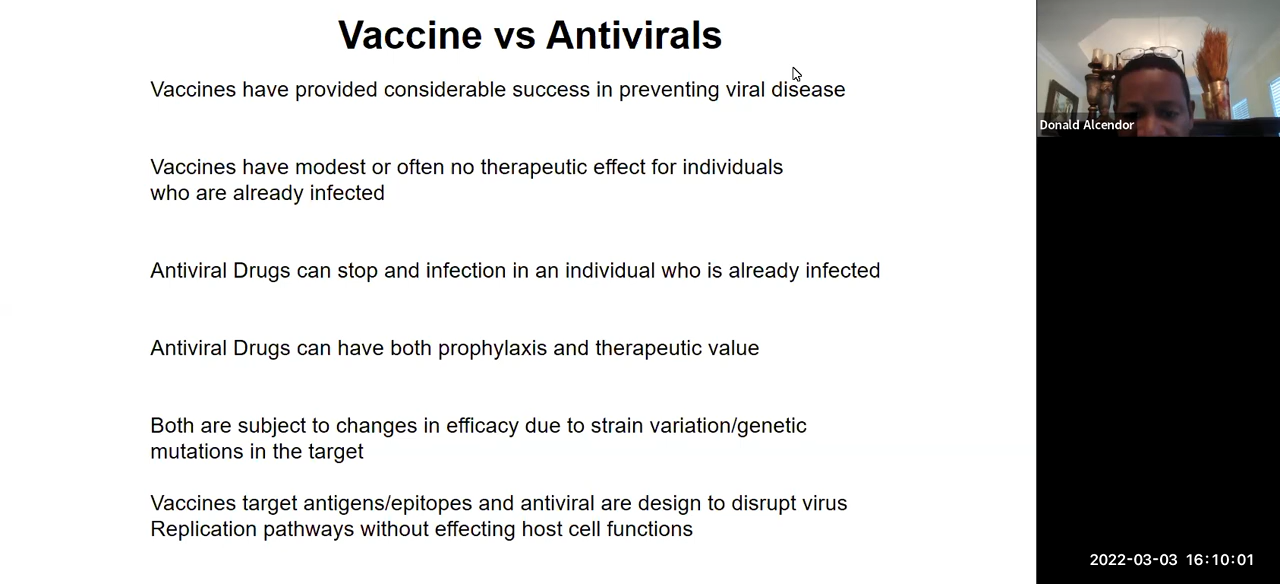 Vaccine vs Antivirals
Vaccines have provided considerable success in preventing viral disease
Vaccines have modest or often no therapeutic effect for individuals
who are already infected
Antiviral Drugs can stop and infection in an individual who is already infected
Antiviral Drugs can have both prophylaxis and therapeutic value
Both are subject to changes in efficacy due to strain variation/genetic
mutations in the target
Vaccines target antigens/epitopes and antiviral are design to disrupt virus
Replication pathways without effecting host cell functions
Donald Alcendor
2022-03-03 16:10:01